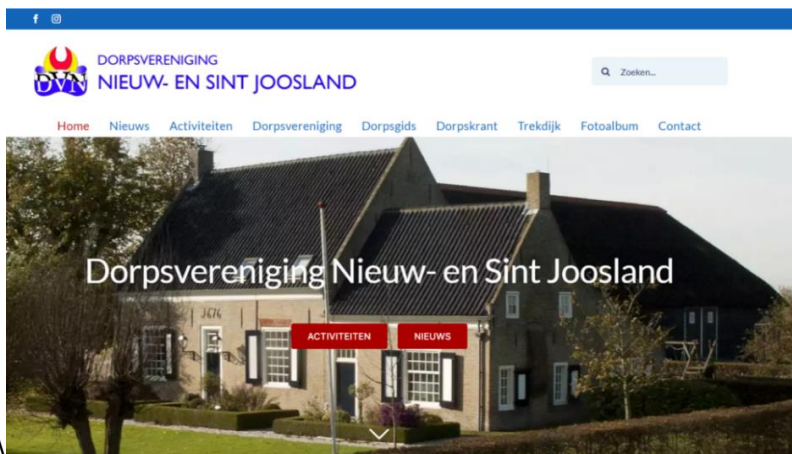 DORPSVERENIGING
DVN NIEUW- EN SINT JOOSLAND
Zoeken...
Home Nieuws Activiteiten Dorpsvereniging Dorpsgids Dorpskrant Trekdijk Fotoalbum Contact
Dorpsvereniging Nieuw- en Sint Joosland
1676
ACTIVITEITEN NIEUWS